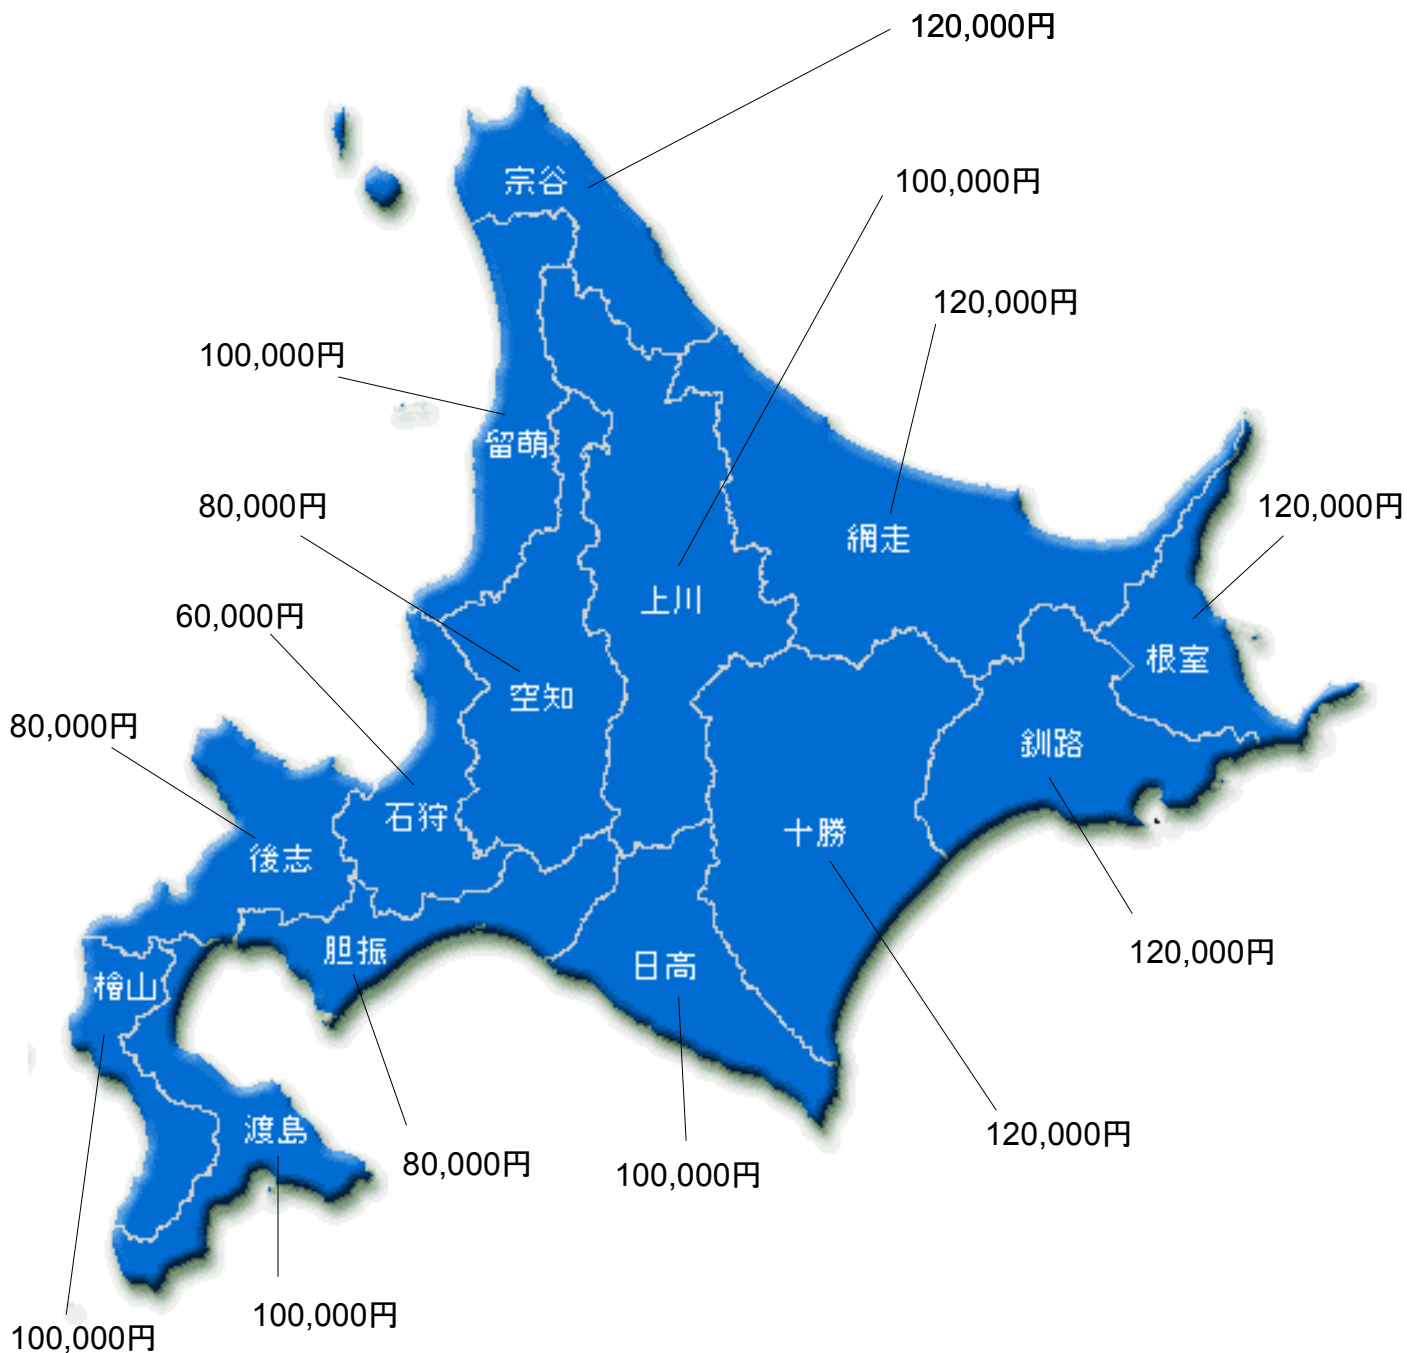 120,000円
宗谷
100,000円
120,000円
100,000円
留萌
80,000円
120,000円
網走
上川
60,000円
根室
空知
80,000円
釧路
石狩
十勝
後志
120,000円
胆振
日高
檜山
渡島
120,000円
80,000円
100,000円
100,000円
100,000円